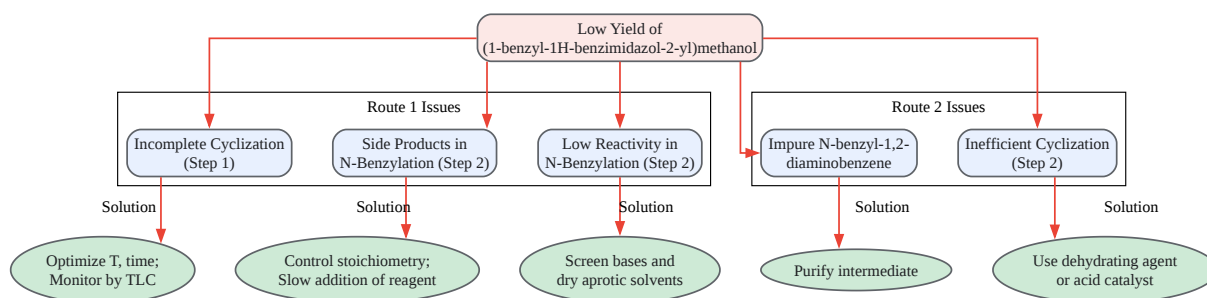 Low Yield of
(1-benzyl-1H-benzimidazol-2-yl)methanol
Route 1 Issues
Route 2 Issues
Incomplete Cyclization
(Step 1)
Side Products in
N-Benzylation (Step 2)
Low Reactivity in
N-Benzylation (Step 2)
Impure N-benzyl-1,2-
diaminobenzene
Inefficient Cyclization
(Step 2)
Solution
Solution
Solution
Solution
Solution
Optimize T, time;
Monitor by TLC
Control stoichiometry;
Slow addition of reagent
Screen bases and
dry aprotic solvents
Purify intermediate
Use dehydrating agent
or acid catalyst